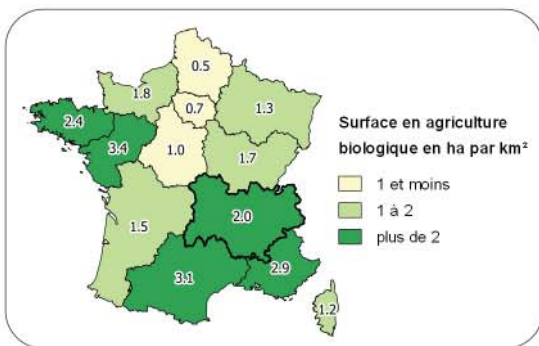 0.5
1.8
0.7
1.3
2.4
3.4
1.0
1.7
1.5
2.0
3.1
2.9
1.2
Surface en agriculture
biologique en ha par km²
1 et moins
1 à 2
plus de 2